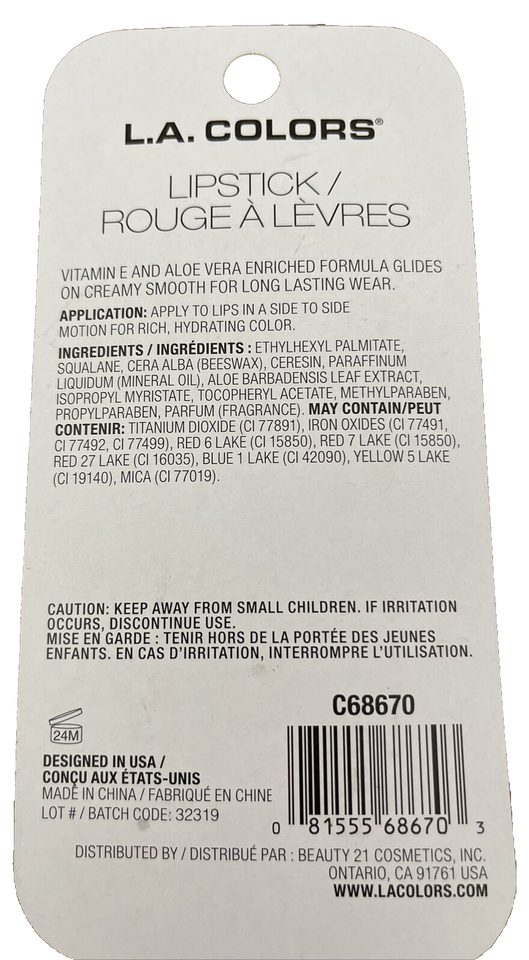 L.A. COLORS®
LIPSTICK /
ROUGE À LÈVRES
VITAMIN E AND ALOE VERA ENRICHED FORMULA GLIDES
ON CREAMY SMOOTH FOR LONG LASTING WEAR.
APPLICATION: APPLY TO LIPS IN A SIDE TO SIDE
MOTION FOR RICH, HYDRATING COLOR.
INGREDIENTS / INGRÉDIENTS : ETHYLHEXYL PALMITATE,
SQUALANE, CERA ALBA (BEESWAX), CERESIN, PARAFFINUM
LIQUIDUM (MINERAL OIL), ALOE BARBADENSIS LEAF EXTRACT,
ISOPROPYL MYRISTATE, TOCOPHERYL ACETATE, METHYLPARABEN,
PROPYLPARABEN, PARFUM (FRAGRANCE). MAY CONTAIN/PEUT
CONTENIR: TITANIUM DIOXIDE (CI 77891), IRON OXIDES (CI 77491,
CI 77492, CI 77499), RED 6 LAKE (CI 15850), RED 7 LAKE (CI 15850),
RED 27 LAKE (CI 16035), BLUE 1 LAKE (CI 42090), YELLOW 5 LAKE
(CI 19140), MICA (CI 77019).
CAUTION: KEEP AWAY FROM SMALL CHILDREN. IF IRRITATION
OCCURS, DISCONTINUE USE.
MISE EN GARDE : TENIR HORS DE LA PORTÉE DES JEUNES
ENFANTS. EN CAS D'IRRITATION, INTERROMPRE L'UTILISATION.
C68670
24M
DESIGNED IN USA /
CONÇU AUX ÉTATS-UNIS
MADE IN CHINA / FABRIQUÉ EN CHINE
LOT # / BATCH CODE: 32319
0 81555 68670 3
DISTRIBUTED BY / DISTRIBUÉ PAR : BEAUTY 21 COSMETICS, INC.
ONTARIO, CA 91761 USA
WWW.LACOLORS.COM